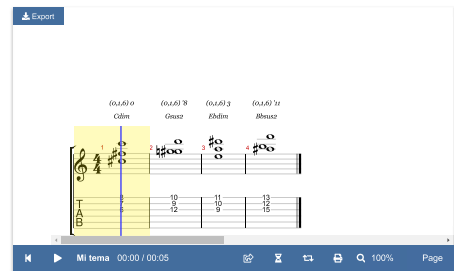 Export
(0,1,6) 0 (0,1,6) '8 (0,1,6) 3 (0,1,6) '11
Cdim Gsus2 Ebdim Bbsus2
1 2 3 4
4
4
T
A
B
10 11 13
9 10 12
12 9 15
Mi tema 00:00 / 00:05 100% Page